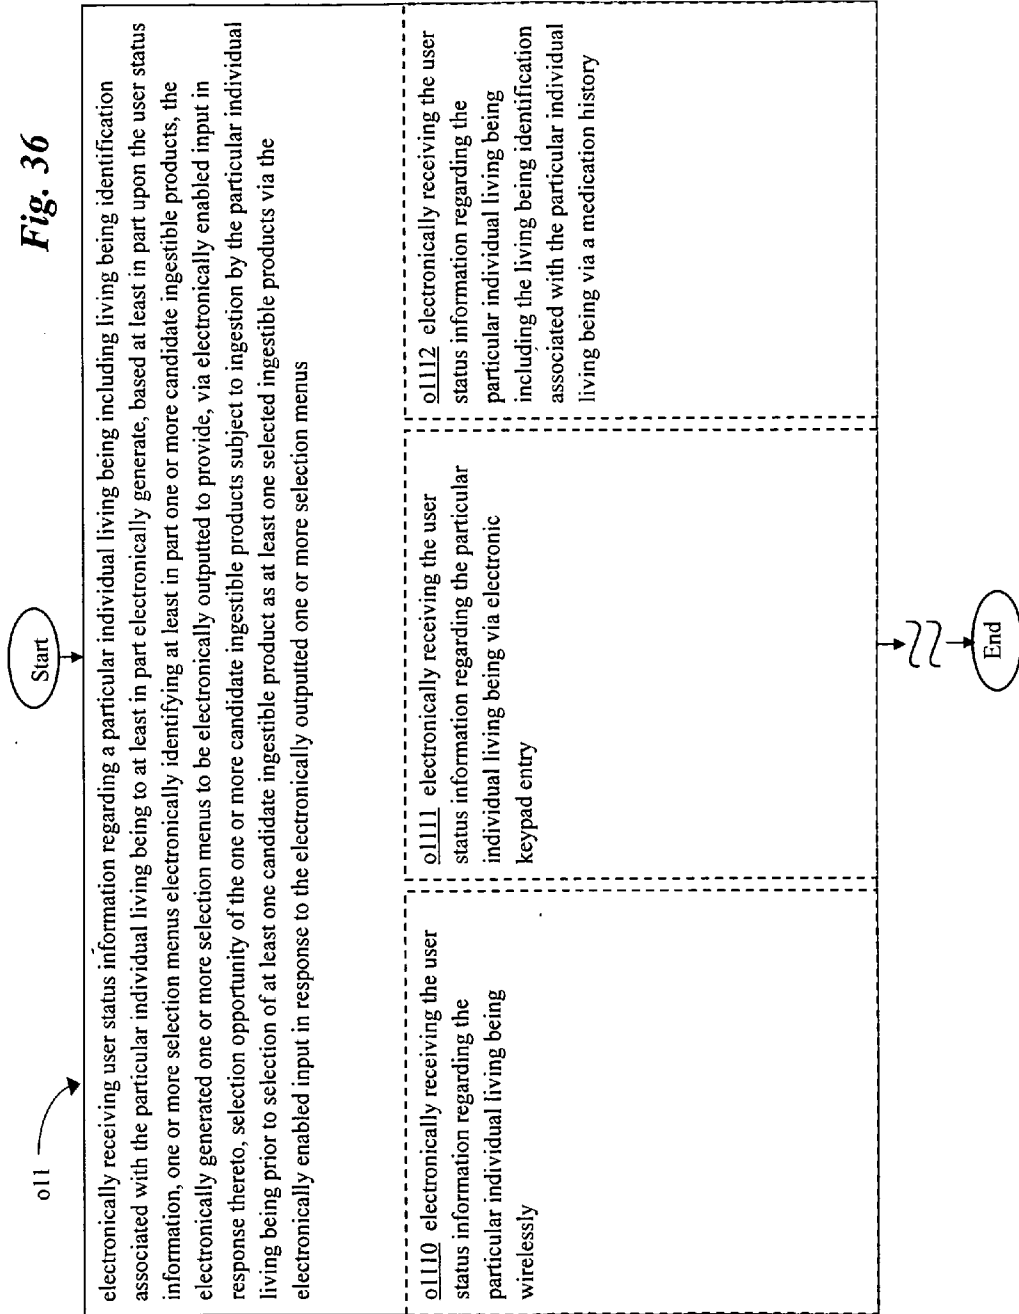 Fig. 36
Start
o11
electronically receiving user status information regarding a particular individual living being including living being identification
associated with the particular individual living being to at least in part electronically generate, based at least in part upon the user status
information, one or more selection menus electronically identifying at least in part one or more candidate ingestible products, the
electronically generated one or more selection menus to be electronically outputted to provide, via electronically enabled input in
response thereto, selection opportunity of the one or more candidate ingestible products subject to ingestion by the particular individual
living being prior to selection of at least one candidate ingestible product as at least one selected ingestible products via the
electronically enabled input in response to the electronically outputted one or more selection menus
o1110 electronically receiving the user
status information regarding the
particular individual living being
wirelessly
o1111 electronically receiving the user
status information regarding the particular
individual living being via electronic
keypad entry
o1112 electronically receiving the user
status information regarding the
particular individual living being
including the living being identification
associated with the particular individual
living being via a medication history
End